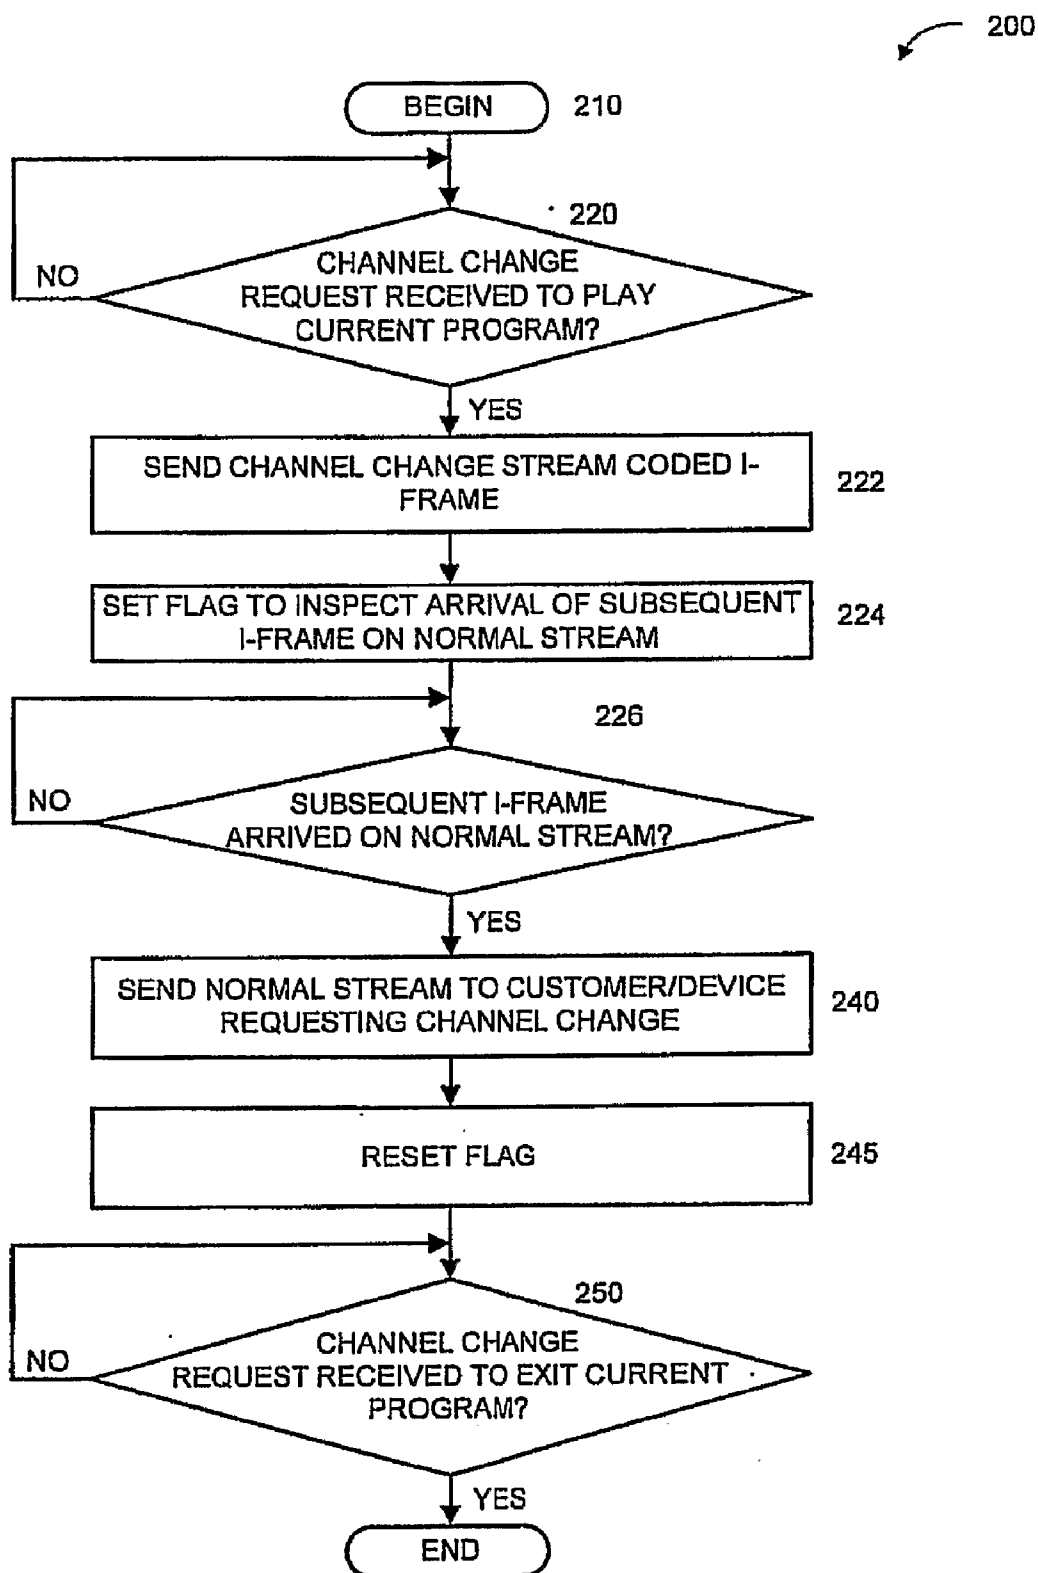 200
BEGIN 210
220
CHANNEL CHANGE
NO
REQUEST RECEIVED TO PLAY
CURRENT PROGRAM?
YES
SEND CHANNEL CHANGE STREAM CODED I-
FRAME
222
SET FLAG TO INSPECT ARRIVAL OF SUBSEQUENT
I-FRAME ON NORMAL STREAM
224
226
NO
SUBSEQUENT I-FRAME
ARRIVED ON NORMAL STREAM?
YES
SEND NORMAL STREAM TO CUSTOMER/DEVICE
REQUESTING CHANNEL CHANGE
240
RESET FLAG
245
250
CHANNEL CHANGE
NO
REQUEST RECEIVED TO EXIT CURRENT
PROGRAM?
YES
END